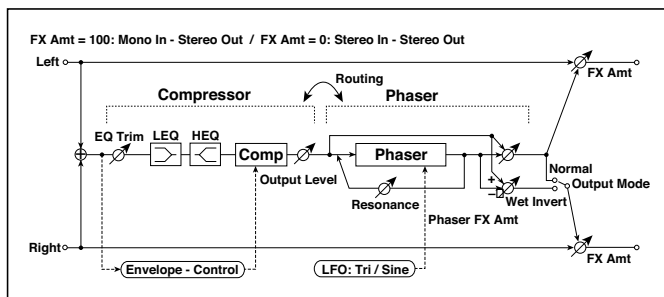 FX Amt = 100: Mono In - Stereo Out / FX Amt = 0: Stereo In - Stereo Out
Left
FX Amt
Routing
Compressor
Phaser
EQ Trim
LEQ
HEQ
Comp
Phaser
Output Level
Normal
Output Mode
+
−
Wet Invert
Resonance
Phaser FX Amt
Right
FX Amt
Envelope - Control
LFO: Tri / Sine